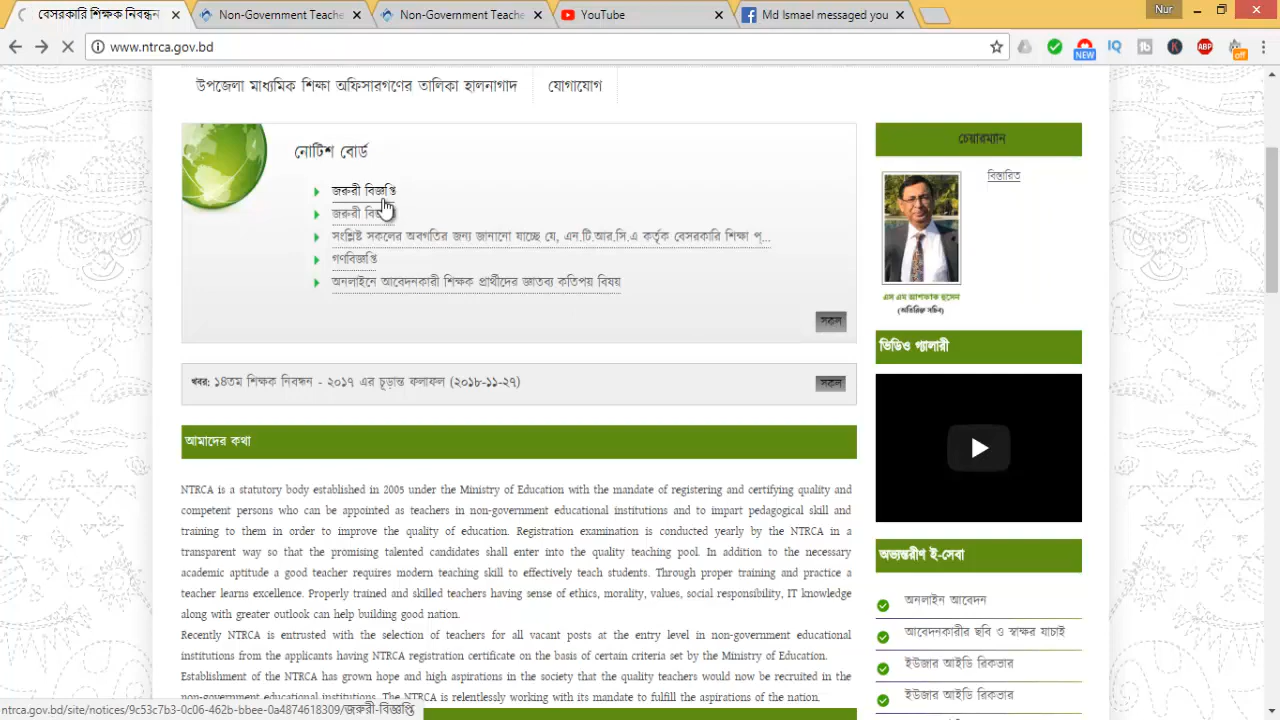 বেসরকারি শিক্ষক নিবন্ধন
Non-Government Teache
Non-Government Teache
YouTube
Md Ismael messaged you
Nur
www.ntrca.gov.bd
NEW
IQ
ABP
off
উপজেলা মাধ্যমিক শিক্ষা অফিসারগণের তালিকা হালনাগাদ
যোগাযোগ
নোটিশ বোর্ড
জরুরী বিজ্ঞপ্তি
জরুরী
সংশ্লিষ্ট সকলের অবগতির জন্য জানানো যাচ্ছে যে, এন.টি.আর.সি.এ কর্তৃক বেসরকারি শিক্ষা প্...
গণবিজ্ঞপ্তি
অনলাইনে আবেদনকারী শিক্ষক প্রার্থীদের জ্ঞাতব্য কতিপয় বিষয়
সকল
খবর: ১৪তম শিক্ষক নিবন্ধন - ২০১৭ এর চূড়ান্ত ফলাফল (২০১৮-১১-২৭)
সকল
আমাদের কথা
NTRCA is a statutory body established in 2005 under the Ministry of Education with the mandate of registering and certifying quality and
competent persons who can be appointed as teachers in non-government educational institutions and to impart pedagogical skill and
training to them in order to improve the quality of education. Registration examination is conducted yearly by the NTRCA in a
transparent way so that the promising talented candidates shall enter into the quality teaching pool. In addition to the necessary
academic aptitude a good teacher requires modern teaching skill to effectively teach students. Through proper training and practice a
teacher learns excellence. Properly trained and skilled teachers having sense of ethics, morality, values, social responsibility, IT knowledge
along with greater outlook can help building good nation.
Recently NTRCA is entrusted with the selection of teachers for all vacant posts at the entry level in non-government educational
institutions from the applicants having NTRCA registration certificate on the basis of certain criteria set by the Ministry of Education.
Establishment of the NTRCA has grown hope and high aspirations in the society that the quality teachers would now be recruited in the
non-government educational institutions. The NTRCA is relentlessly working with its mandate to fulfill the aspirations of the nation.
চেয়ারম্যান
বিস্তারিত
এস এম আশফাক হুসেন
(অতিরিক্ত সচিব)
ভিডিও গ্যালারী
অভ্যন্তরীণ ই-সেবা
অনলাইন আবেদন
আবেদনকারীর ছবি ও স্বাক্ষর যাচাই
ইউজার আইডি রিকভার
ইউজার আইডি রিকভার